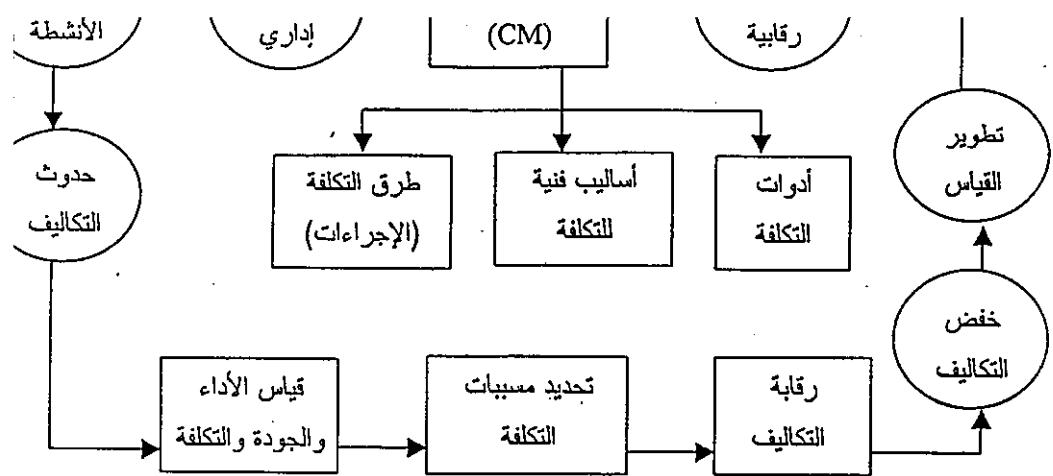 رقابية
(CM)
إداري
الأنشطة
تطوير
القياس
أدوات
التكلفة
أساليب فنية
للتكلفة
طرق التكلفة
(الإجراءات)
حدوث
التكاليف
خفض
التكاليف
رقابة
التكاليف
تحديد مسببات
التكلفة
قياس الأداء
والجودة والتكلفة